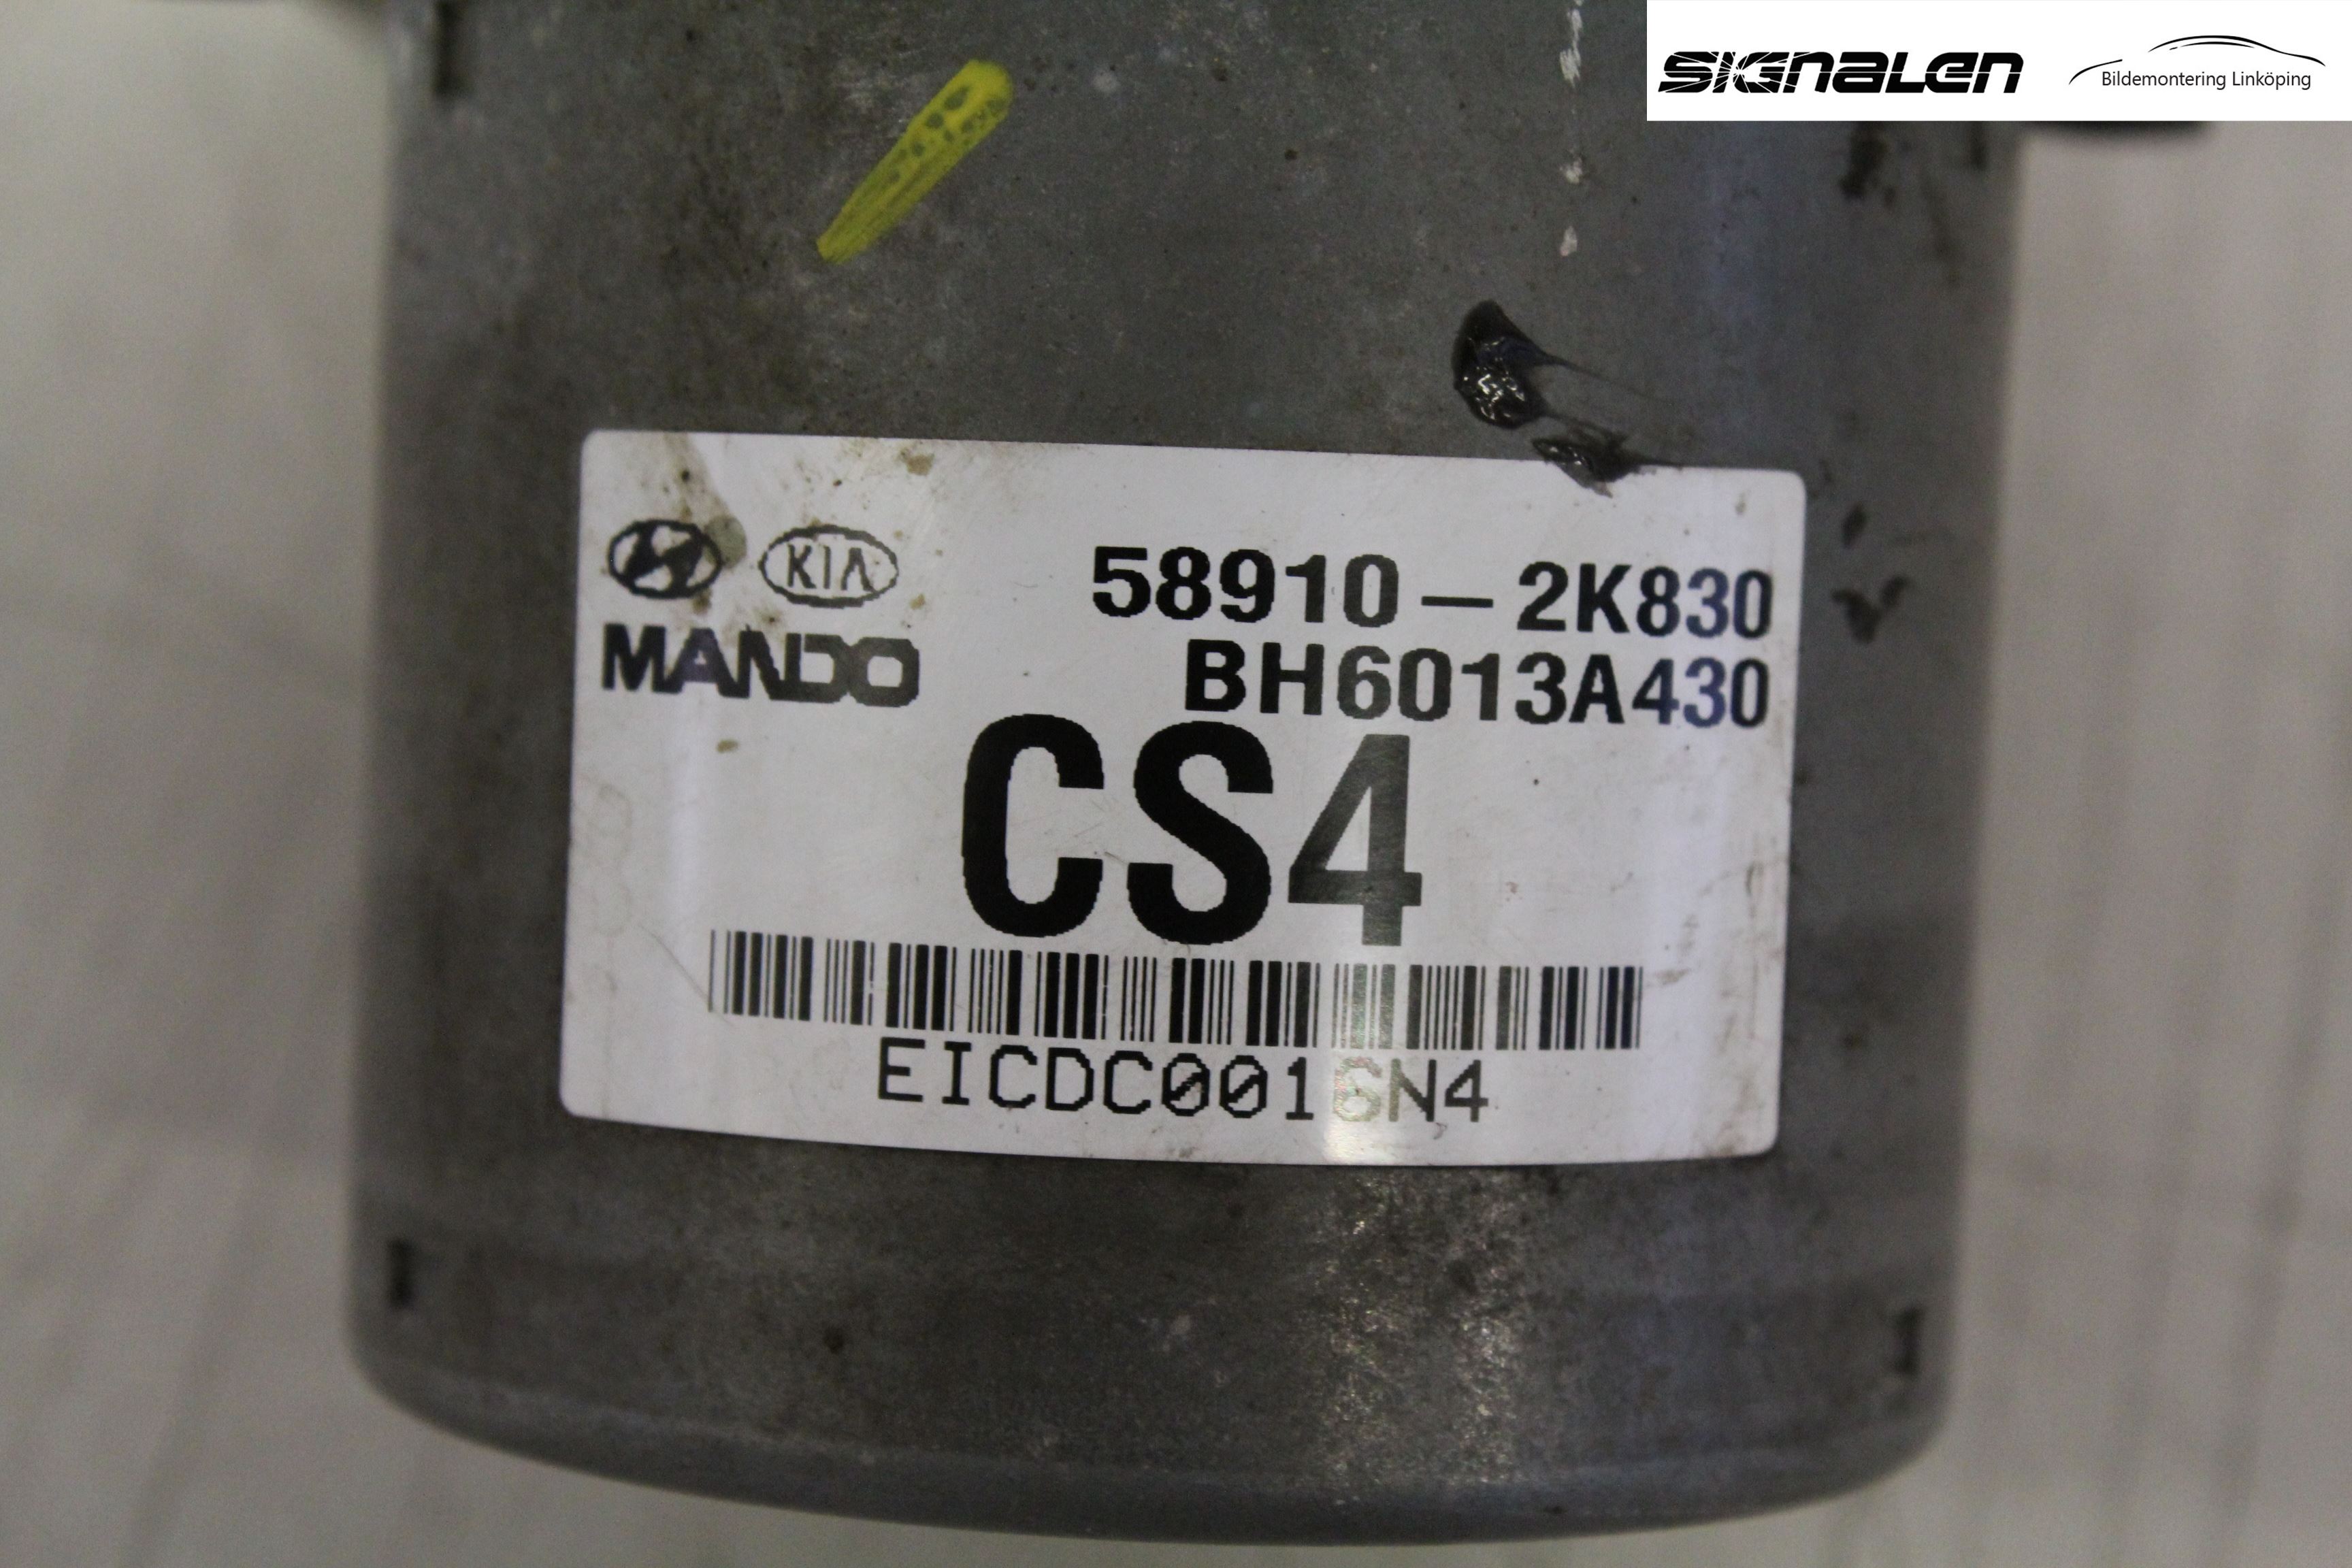 SIGNALEN
Bildemontering Linköping
KIA
MANDO
58910-2K830
BH6013A430
CS4
EICDC0016N4